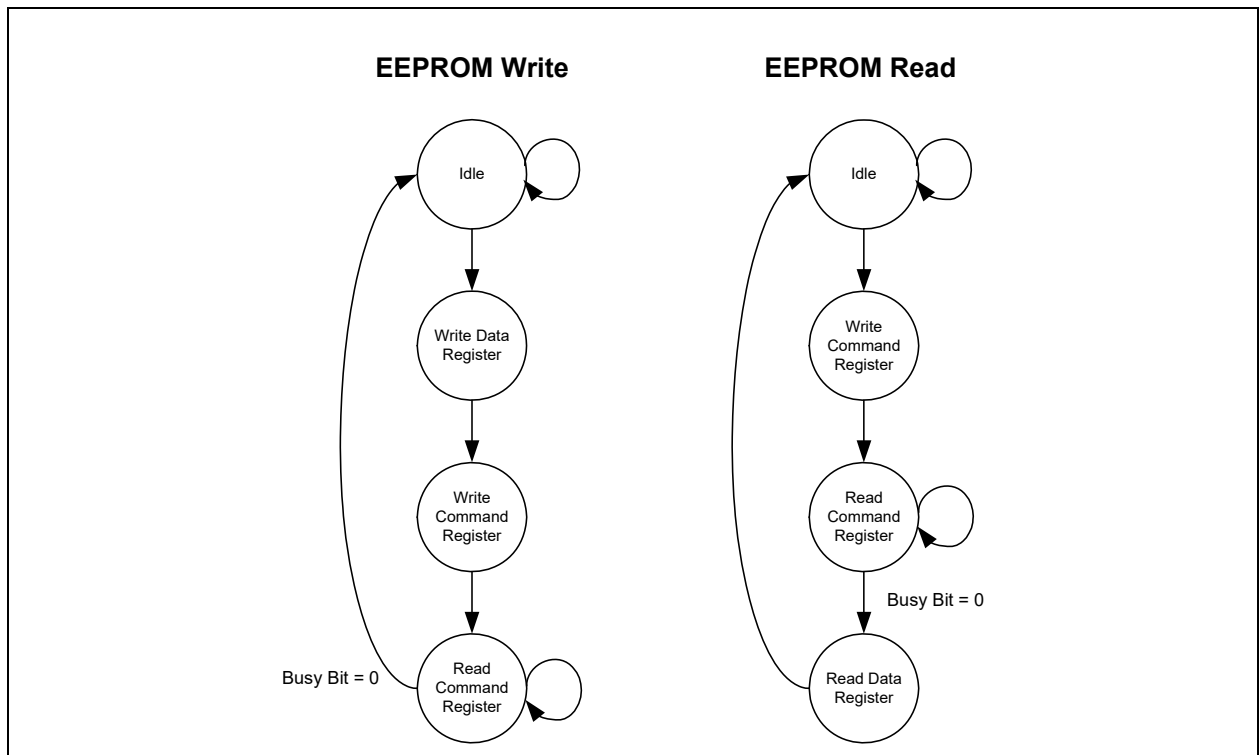 EEPROM Write
Idle
Write Data
Register
Write
Command
Register
Read
Command
Register
Busy Bit = 0
EEPROM Read
Idle
Write
Command
Register
Read
Command
Register
Busy Bit = 0
Read Data
Register